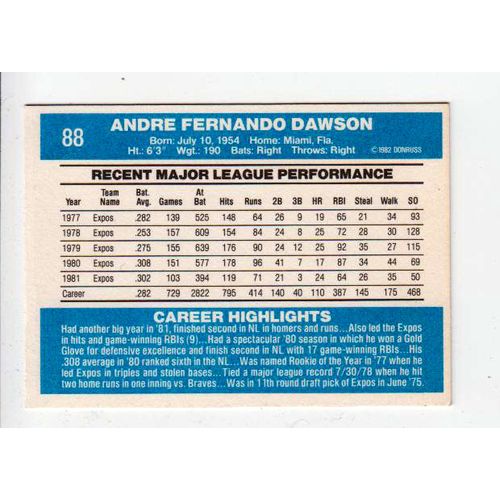 88
ANDRE FERNANDO DAWSON
Born: July 10, 1954 Home: Miami, Fla.
Ht.: 6'3" Wgt.: 190 Bats: Right Throws: Right ©1982 DONRUSS
RECENT MAJOR LEAGUE PERFORMANCE
Team Bat. At
Year Name Avg. Games Bat Hits Runs 2B 3B HR RBI Steal Walk SO
1977 Expos .282 139 525 148 64 26 9 19 65 21 34 93
1978 Expos .253 157 609 154 84 24 8 25 72 28 30 128
1979 Expos .275 155 639 176 90 24 12 25 92 35 27 115
1980 Expos .308 151 577 178 96 41 7 17 87 34 44 69
1981 Expos .302 103 394 119 71 21 3 24 64 26 35 50
Career .282 729 2822 795 414 140 40 110 387 145 175 468
CAREER HIGHLIGHTS
Had another big year in '81, finished second in NL in homers and runs...Also led the Expos
in hits and game-winning RBIs (9)...Had a spectacular '80 season in which he won a Gold
Glove for defensive excellence and finish second in NL with 17 game-winning RBIs...His
.308 average in '80 ranked sixth in the NL...Was named Rookie of the Year in '77 when he
led Expos in triples and stolen bases...Tied a major league record 7/30/78 when he hit
two home runs in one inning vs. Braves...Was in 11th round draft pick of Expos in June '75.